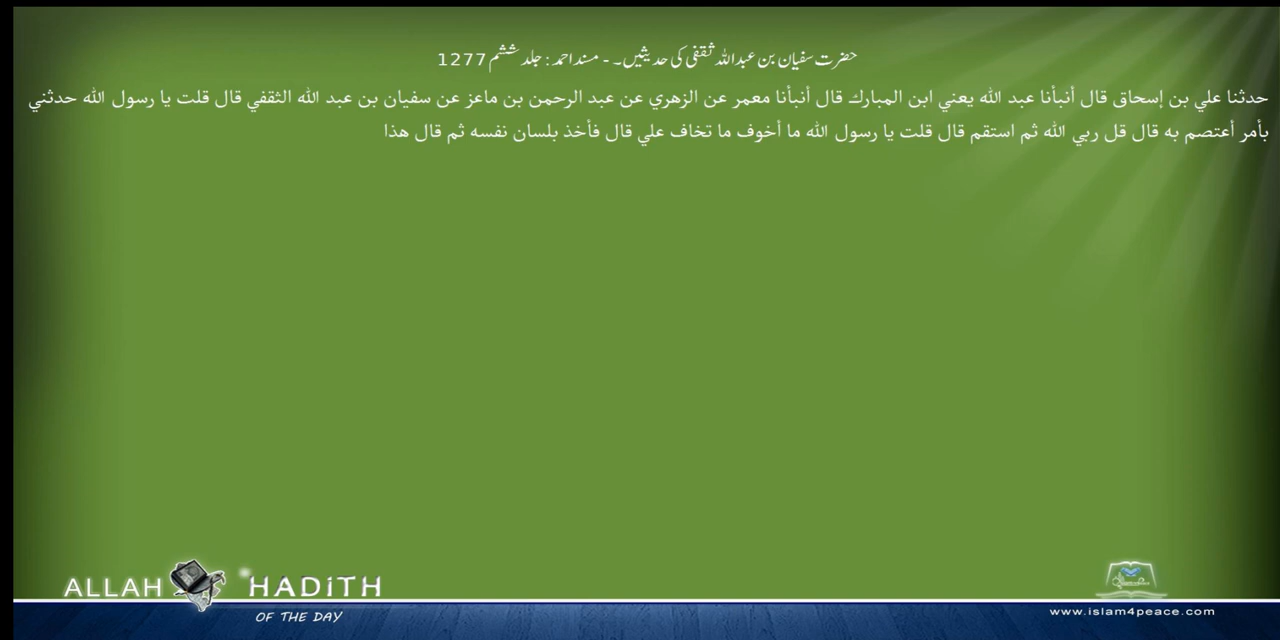 حضرت سفیان بن عبداللہ ثقفی کی حدیثیں۔ - مسند احمد : جلد ششم 1277
حدثنا علي بن إسحاق قال أنبأنا عبد الله يعني ابن المبارك قال أنبأنا معمر عن الزهري عن عبد الرحمن بن ماعز عن سفيان بن عبد الله الثقفي قال قلت يا رسول الله حدثني
بأمر أعتصم به قال قل ربي الله ثم استقم قال قلت يا رسول الله ما أخوف ما تخاف علي قال فأخذ بلسان نفسه ثم قال هذا
ALLAH HADITH
OF THE DAY
www.islam4peace.com